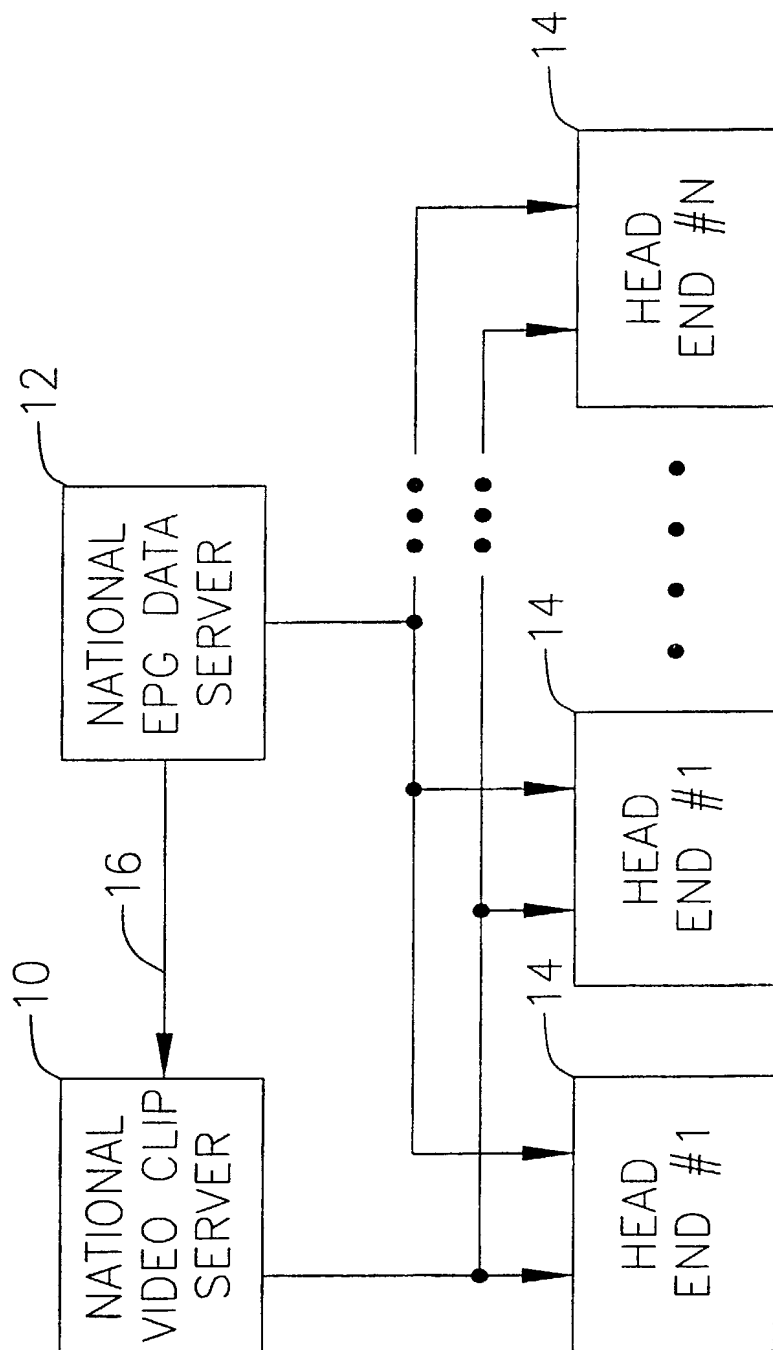 10
NATIONAL
VIDEO CLIP
SERVER
16
12
NATIONAL
EPG DATA
SERVER
14
HEAD
END #1
14
HEAD
END #1
14
HEAD
END #N